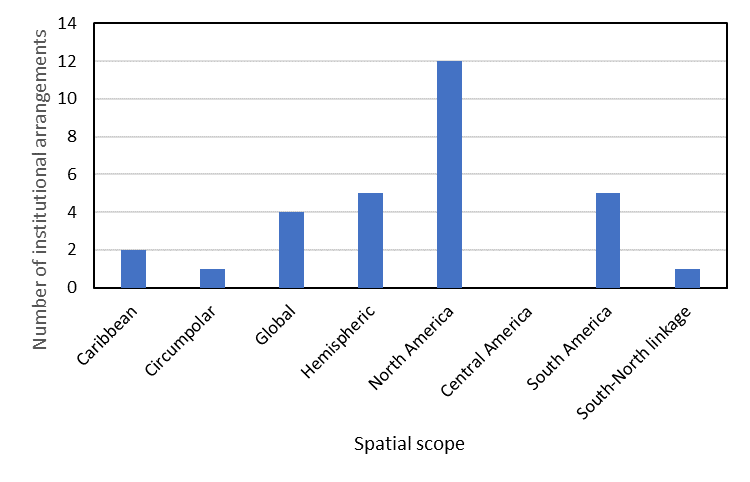 Number of institutional arrangements
14
12
10
8
6
4
2
0
Caribbean
Circumpolar
Global
Hemispheric
North America
Central America
South America
South-North linkage
Spatial scope